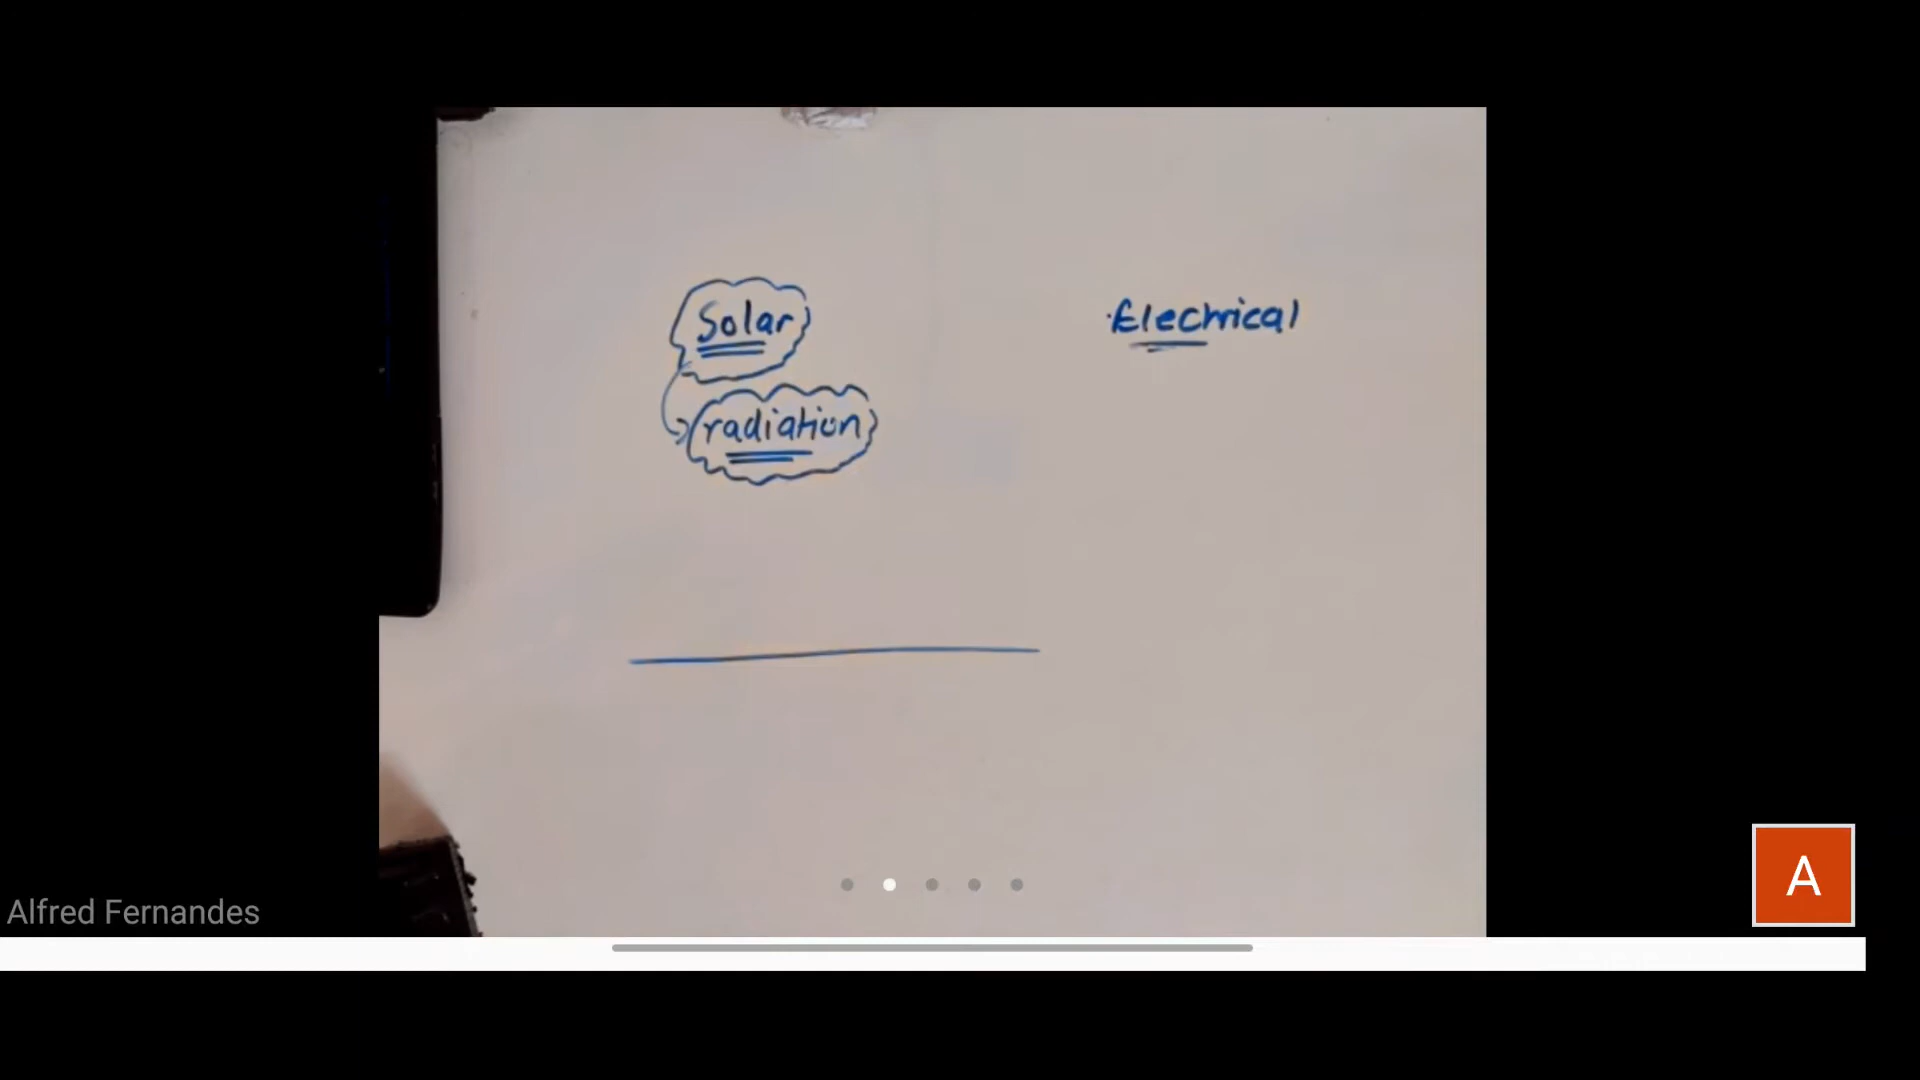 Solar
Electrical
radiation
Alfred Fernandes
A